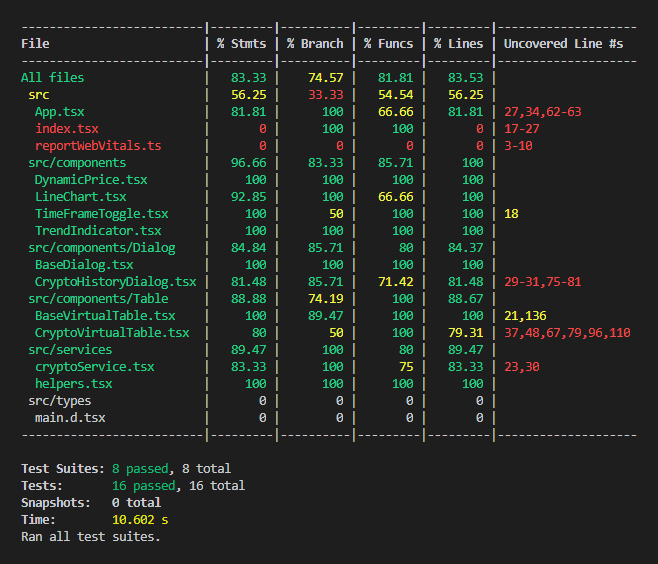 --------------------------|---------|----------|---------|---------|--------------------
File                      | % Stmts | % Branch | % Funcs | % Lines | Uncovered Line #s
--------------------------|---------|----------|---------|---------|--------------------
All files                 |   83.33 |    74.57 |   81.81 |   83.53 |
 src                      |   56.25 |    33.33 |   54.54 |   56.25 |
  App.tsx                 |   81.81 |      100 |   66.66 |   81.81 | 27,34,62-63
  index.tsx               |       0 |      100 |     100 |       0 | 17-27
  reportWebVitals.ts      |       0 |        0 |       0 |       0 | 3-10
 src/components           |   96.66 |    83.33 |   85.71 |     100 |
  DynamicPrice.tsx        |     100 |      100 |     100 |     100 |
  LineChart.tsx           |   92.85 |      100 |   66.66 |     100 |
  TimeFrameToggle.tsx     |     100 |       50 |     100 |     100 | 18
  TrendIndicator.tsx      |     100 |      100 |     100 |     100 |
 src/components/Dialog    |   84.84 |    85.71 |      80 |   84.37 |
  BaseDialog.tsx          |     100 |      100 |     100 |     100 |
  CryptoHistoryDialog.tsx |   81.48 |    85.71 |   71.42 |   81.48 | 29-31,75-81
 src/components/Table     |   88.88 |    74.19 |     100 |   88.67 |
  BaseVirtualTable.tsx    |     100 |    89.47 |     100 |     100 | 21,136
  CryptoVirtualTable.tsx  |      80 |       50 |     100 |   79.31 | 37,48,67,79,96,110
 src/services             |   89.47 |      100 |      80 |   89.47 |
  cryptoService.tsx       |   83.33 |      100 |      75 |   83.33 | 23,30
  helpers.tsx             |     100 |      100 |     100 |     100 |
 src/types                |       0 |        0 |       0 |       0 |
  main.d.tsx              |       0 |        0 |       0 |       0 |
--------------------------|---------|----------|---------|---------|--------------------
Test Suites: 8 passed, 8 total
Tests:       16 passed, 16 total
Snapshots:   0 total
Time:        10.602 s
Ran all test suites.